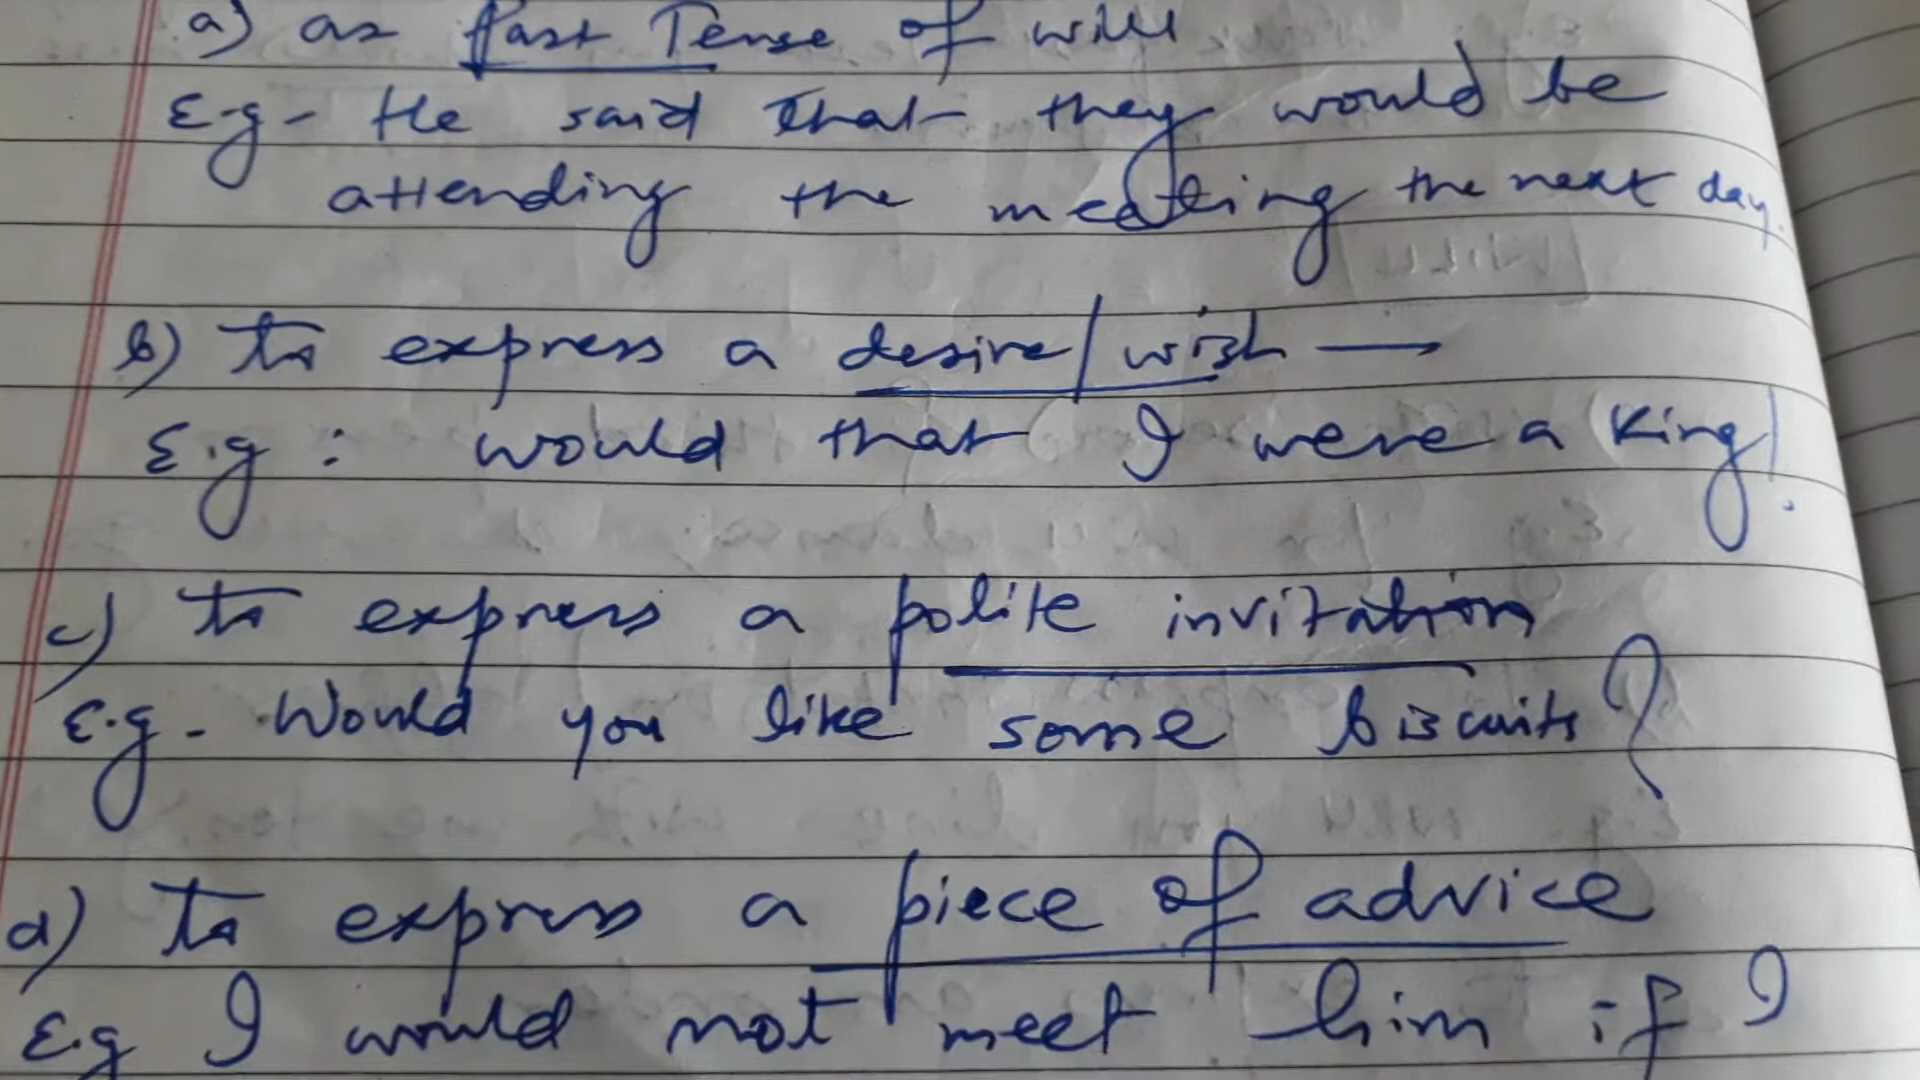 a) as Past Tense of will
E.g - He said that they would be
attending the meeting the next day.
b) To express a desire/wish →
E.g : would that I were a King!
c) To express a polite invitation
E.g. - Would you like some biscuits?
d) To express a piece of advice
E.g I would not meet him if I